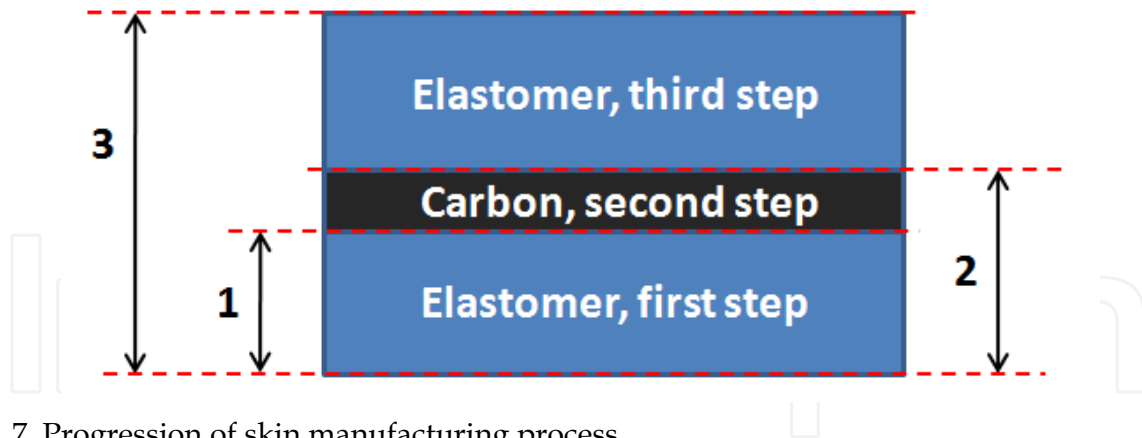 Elastomer, third step
3
Carbon, second step
2
1
Elastomer, first step
7. Progression of skin manufacturing process